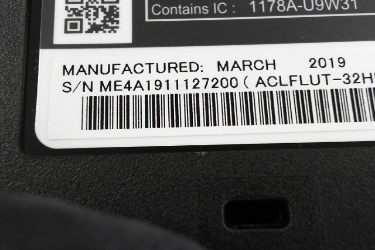 Contains IC : 1178A-U9W31
MANUFACTURED: MARCH 2019
S/N ME4A1911127200 ( ACLFLUT-32H